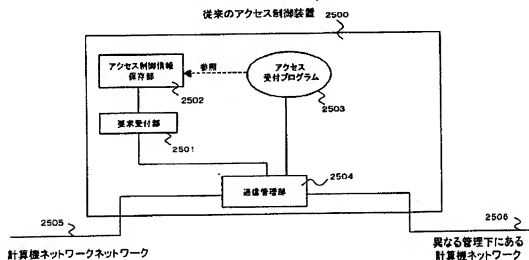 従来のアクセス制御装置
2500
アクセス制御情報
保存部
2502
参照
アクセス
受付プログラム
2503
要求受付部
2501
通信管理部
2504
2505
計算機ネットワークネットワーク
2506
異なる管理下にある
計算機ネットワーク